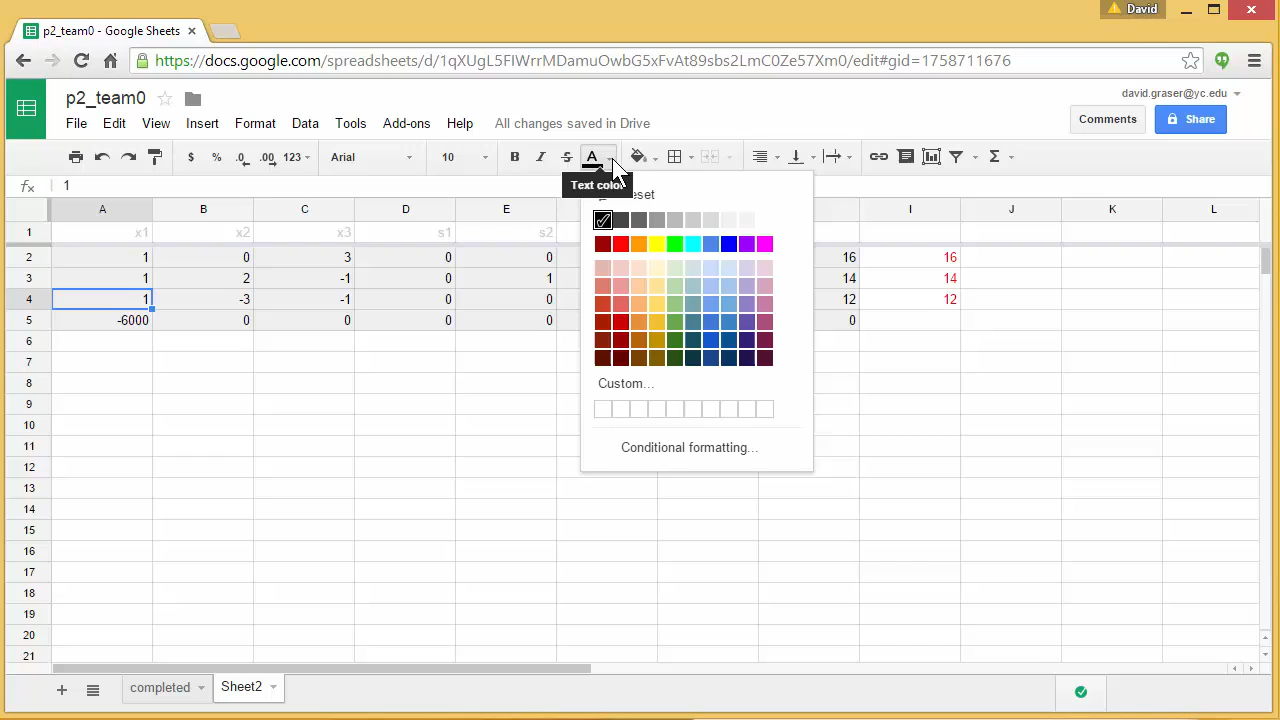 David
p2_team0 - Google Sheets
https://docs.google.com/spreadsheets/d/1qXUgL5FIWrrMDamuOwbG5xFvAt89sbs2LmC0Ze57Xm0/edit#gid=1758711676
p2_team0
david.graser@yc.edu
File Edit View Insert Format Data Tools Add-ons Help All changes saved in Drive
Comments Share
$ % .0 .00 123 Arial 10 B I S A Σ
Text color
fx 1
A B C D E I J K L
1 x1 x2 x3 s1 s2
2 1 0 3 0 0 16 16
3 1 2 -1 0 1 14 14
4 1 -3 -1 0 0 12 12
5 -6000 0 0 0 0 0
6
7
8
9
10
11
12
13
14
15
16
17
18
19
20
21
Custom...
Conditional formatting...
completed Sheet2